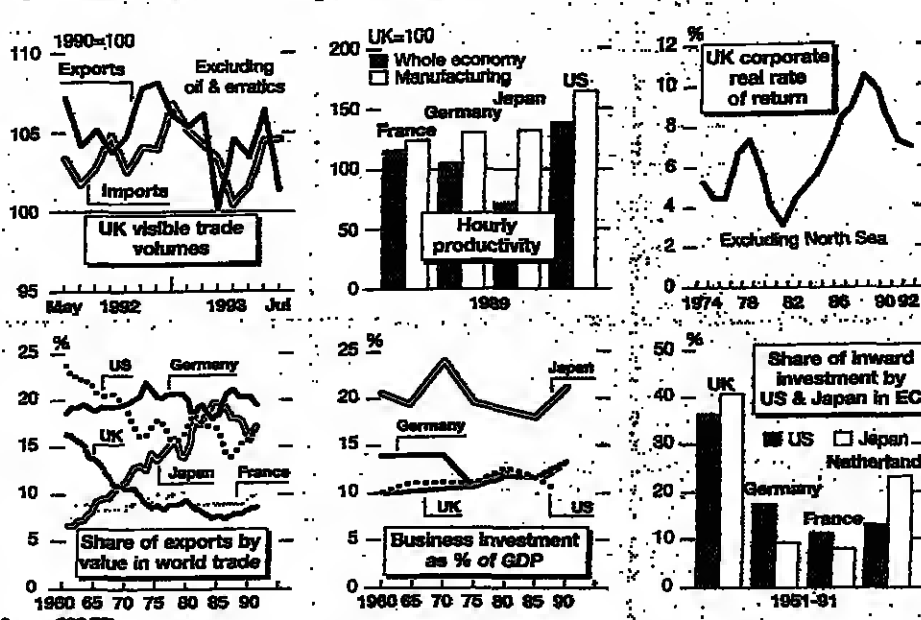 1990=100
110
105
100
95
Exports
Excluding
oil & erratics
Imports
UK visible trade
volumes
May 1992 1993 Jul
UK=100
200
150
100
50
0
Whole economy
Manufacturing
France
Germany
Japan
US
Hourly
productivity
1989
%
12
10
8
6
4
2
0
UK corporate
real rate
of return
Excluding North Sea
1974 78 82 86 90 92
%
25
20
15
10
5
0
US
Germany
UK
Japan
France
Share of exports by
value in world trade
1960 65 70 75 80 85 90
%
25
20
15
10
5
0
Japan
Germany
UK
US
Business investment
as % of GDP
1960 65 70 75 80 85 90
%
50
40
30
20
10
0
Share of inward
investment by
US & Japan in EC
US Japan
UK
Germany
France
Netherland
1951-91